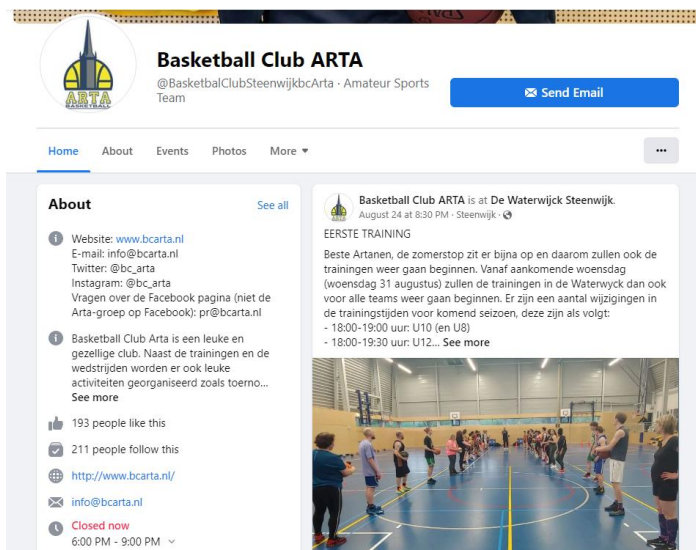 ARTA
BASKETBALL
Basketball Club ARTA
@BasketbalClubSteenwijkbcArta · Amateur Sports
Team
Send Email
Home About Events Photos More
About
See all
Website: www.bcarta.nl
E-mail: info@bcarta.nl
Twitter: @bc_arta
Instagram: @bc_arta
Vragen over de Facebook pagina (niet de
Arta-groep op Facebook): pr@bcarta.nl
Basketball Club Arta is een leuke en
gezellige club. Naast de trainingen en de
wedstrijden worden er ook leuke
activiteiten georganiseerd zoals toerno...
See more
193 people like this
211 people follow this
http://www.bcarta.nl/
info@bcarta.nl
Closed now
6:00 PM - 9:00 PM
Basketball Club ARTA is at De Waterwijck Steenwijk.
August 24 at 8:30 PM · Steenwijk ·
EERSTE TRAINING
Beste Artanen, de zomerstop zit er bijna op en daarom zullen ook de
trainingen weer gaan beginnen. Vanaf aankomende woensdag
(woensdag 31 augustus) zullen de trainingen in de Waterwyck dan ook
voor alle teams weer gaan beginnen. Er zijn een aantal wijzigingen in
de trainingstijden voor komend seizoen, deze zijn als volgt:
- 18:00-19:00 uur: U10 (en U8)
- 18:00-19:30 uur: U12... See more